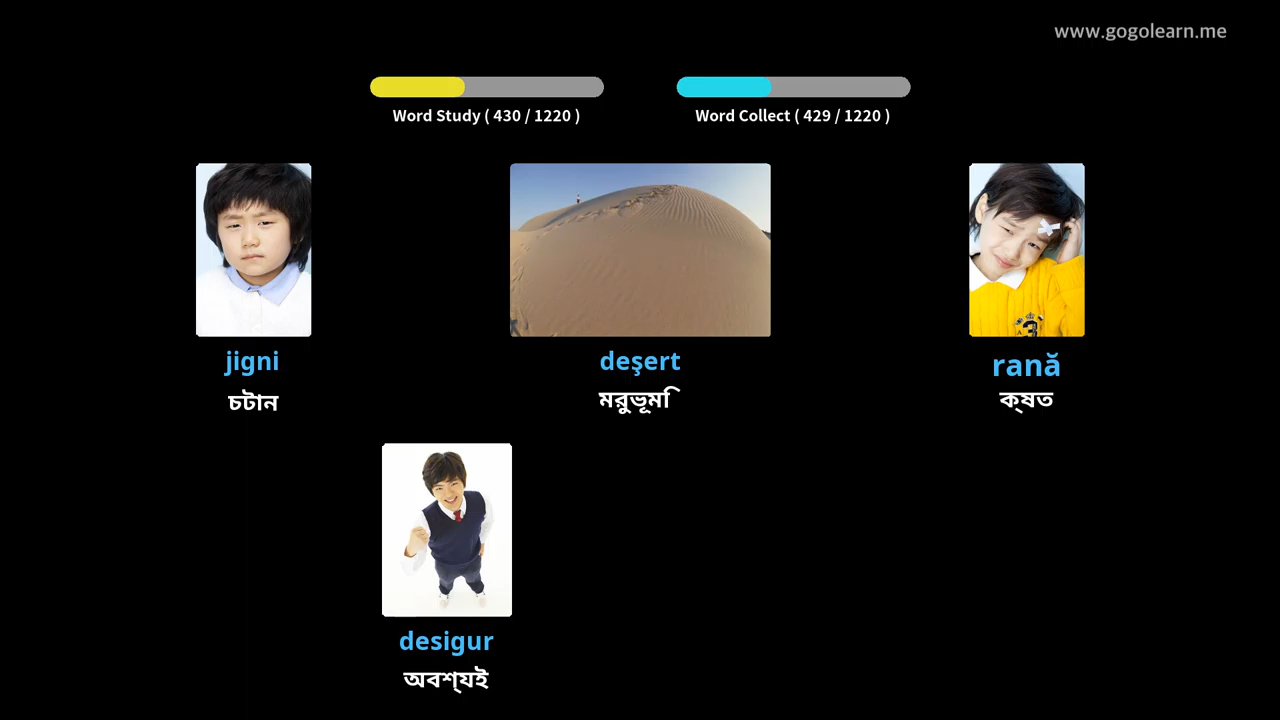 www.gogolearn.me
Word Study ( 430 / 1220 )
Word Collect ( 429 / 1220 )
jigni
deşert
rană
চটান
মরুভূমি
ক্ষত
3
desigur
অবশ্যই